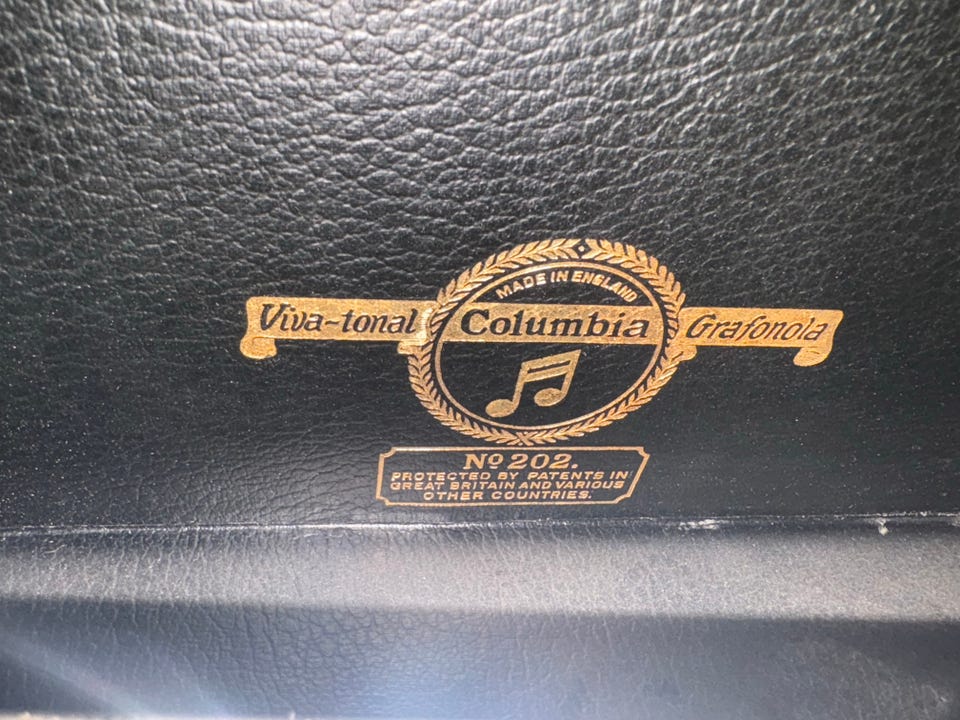 MADE IN ENGLAND
Viva-tonal Columbia Grafonola
Nº 202.
PROTECTED BY PATENTS IN
GREAT BRITAIN AND VARIOUS
OTHER COUNTRIES.